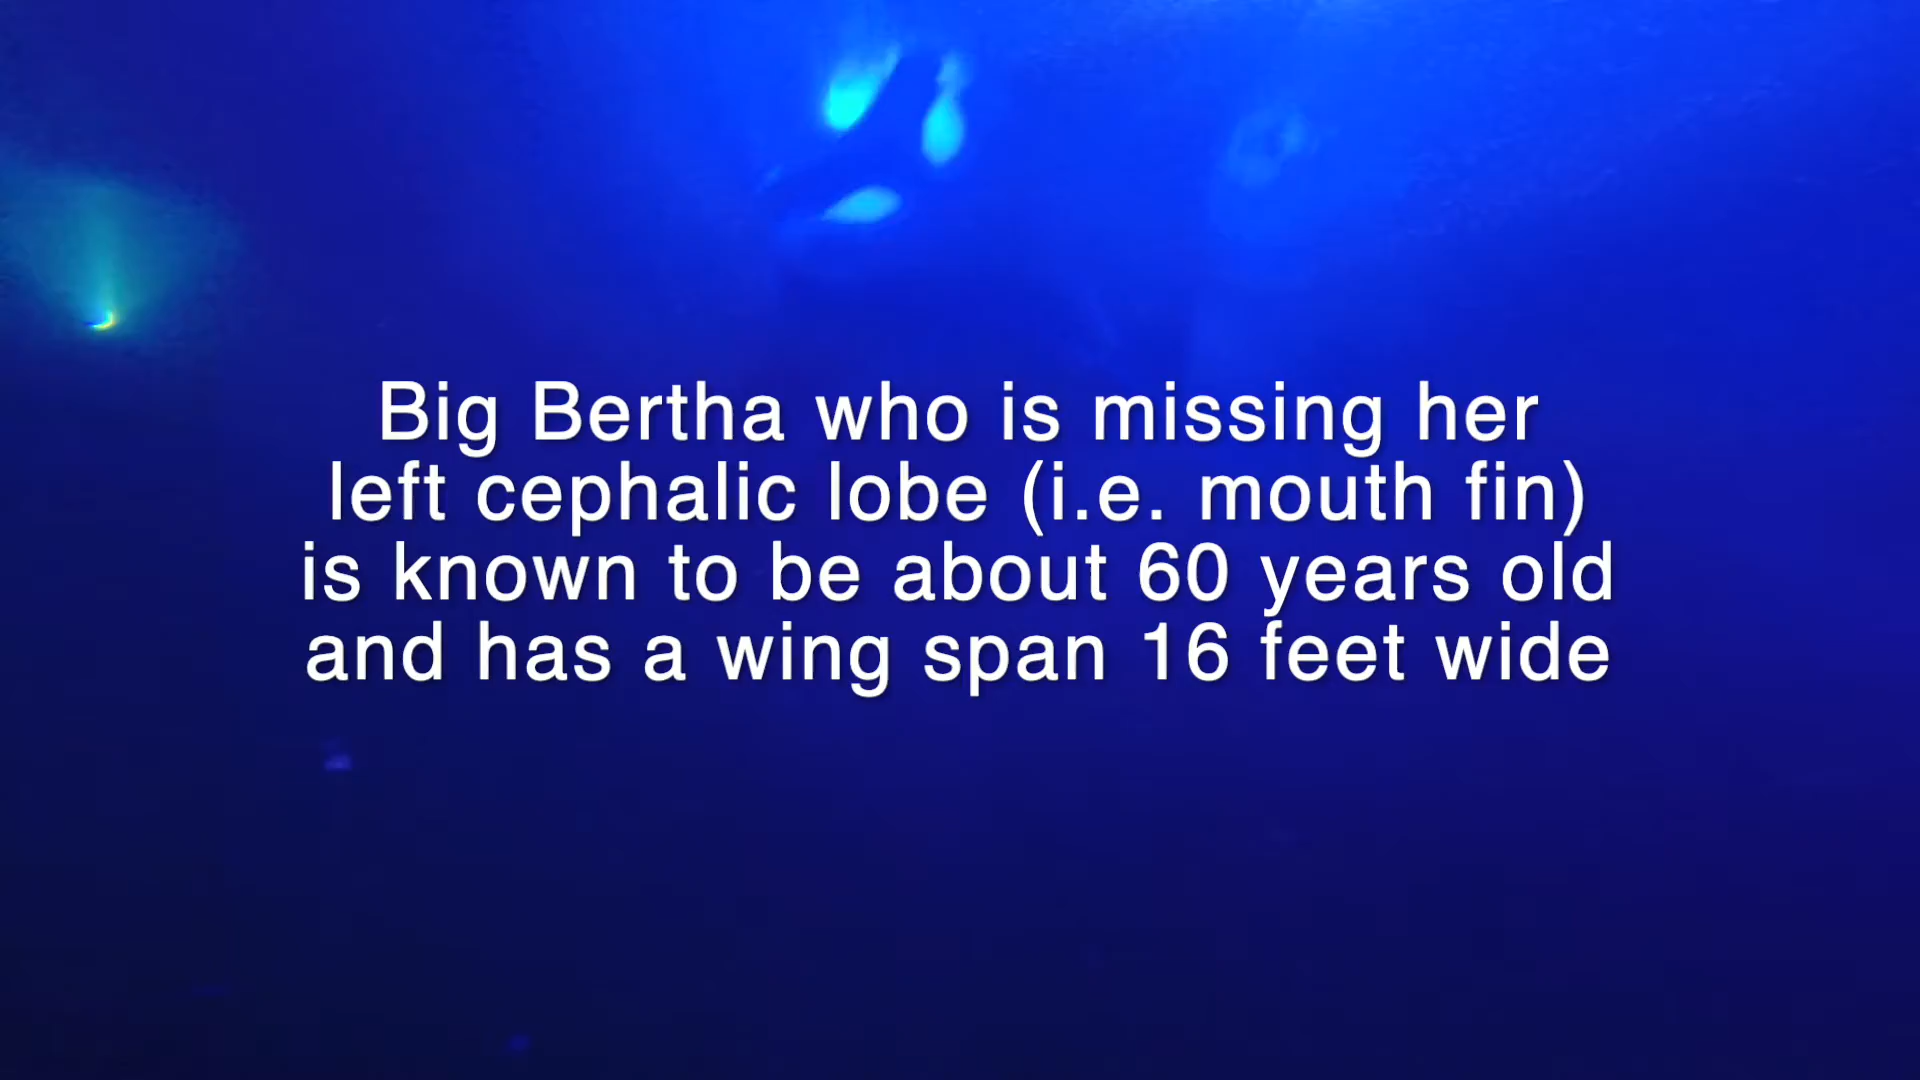 Big Bertha who is missing her
left cephalic lobe (i.e. mouth fin)
is known to be about 60 years old
and has a wing span 16 feet wide